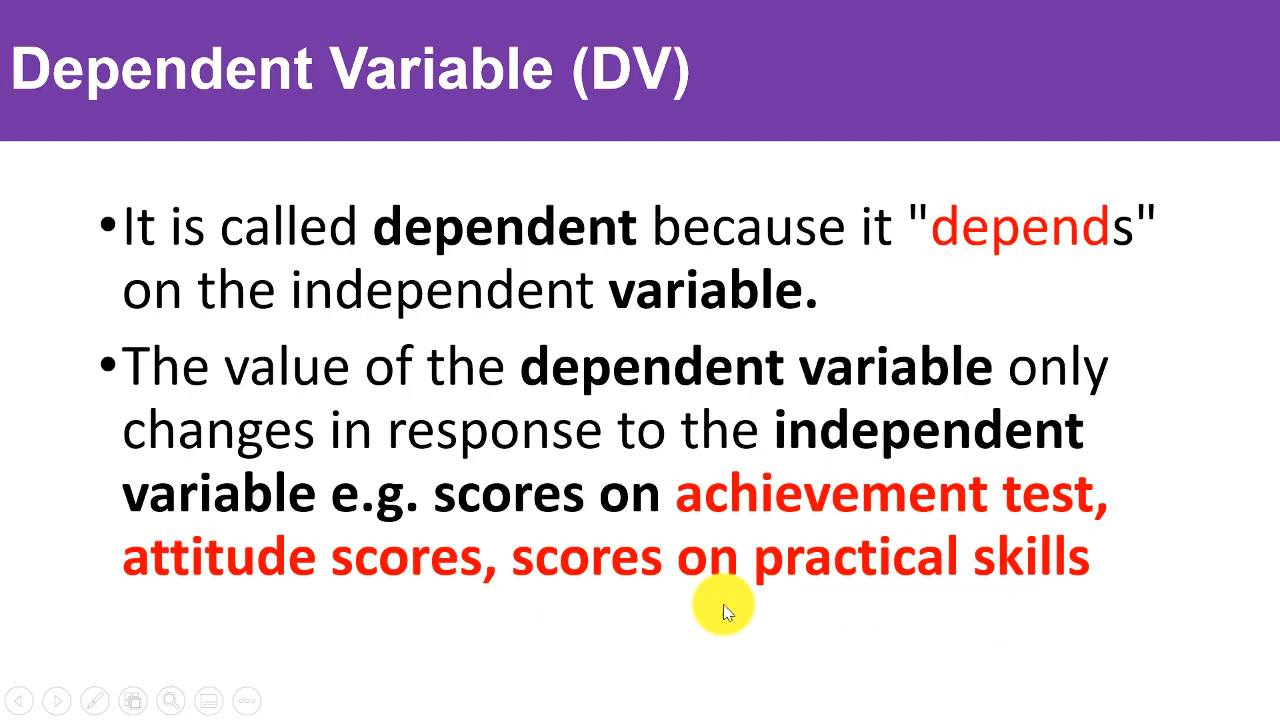 Dependent Variable (DV)
•It is called dependent because it "depends"
on the independent variable.
•The value of the dependent variable only
changes in response to the independent
variable e.g. scores on achievement test,
attitude scores, scores on practical skills